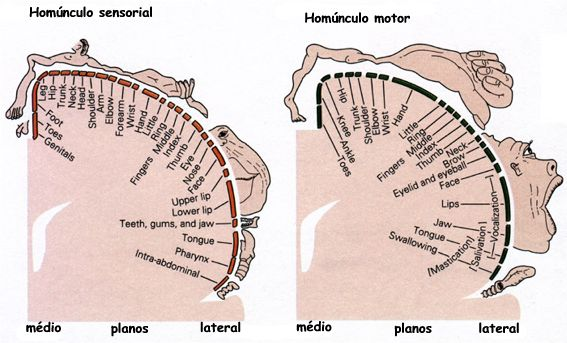 Homúnculo sensorial
Leg
Hip
Trunk
Neck
Head
Shoulder
Arm
Elbow
Forearm
Wrist
Hand
Little
Ring
Middle
Index
Thumb
Fingers
Eye
Nose
Face
Upper lip
Lower lip
Teeth, gums, and jaw
Tongue
Pharynx
Intra-abdominal
Foot
Toes
Genitals
médio planos lateral
Homúnculo motor
Hip
Trunk
Shoulder
Elbow
Wrist
Hand
Little
Ring
Middle
Index
Thumb
Fingers
Neck
Brow
Eyelid and eyeball
Face
Lips
Jaw
Tongue
Swallowing
[Mastication]
[Salivation]
Vocalization]
Knee
Ankle
Toes
médio planos lateral